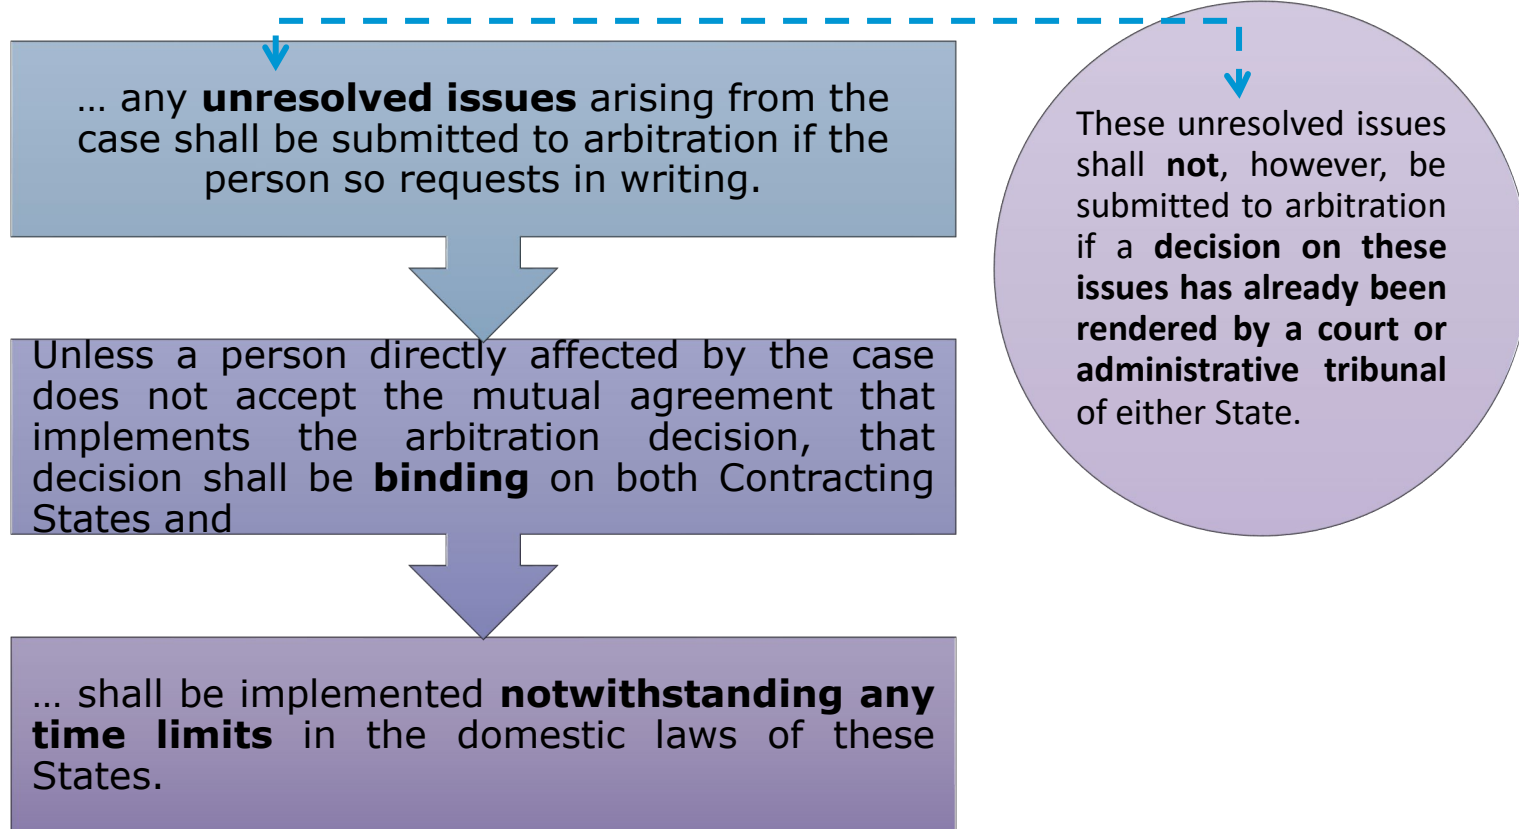 … any unresolved issues arising from the
case shall be submitted to arbitration if the
person so requests in writing.
Unless a person directly affected by the case
does not accept the mutual agreement that
implements the arbitration decision, that
decision shall be binding on both Contracting
States and
… shall be implemented notwithstanding any
time limits in the domestic laws of these
States.
These unresolved issues
shall not, however, be
submitted to arbitration
if a decision on these
issues has already been
rendered by a court or
administrative tribunal
of either State.